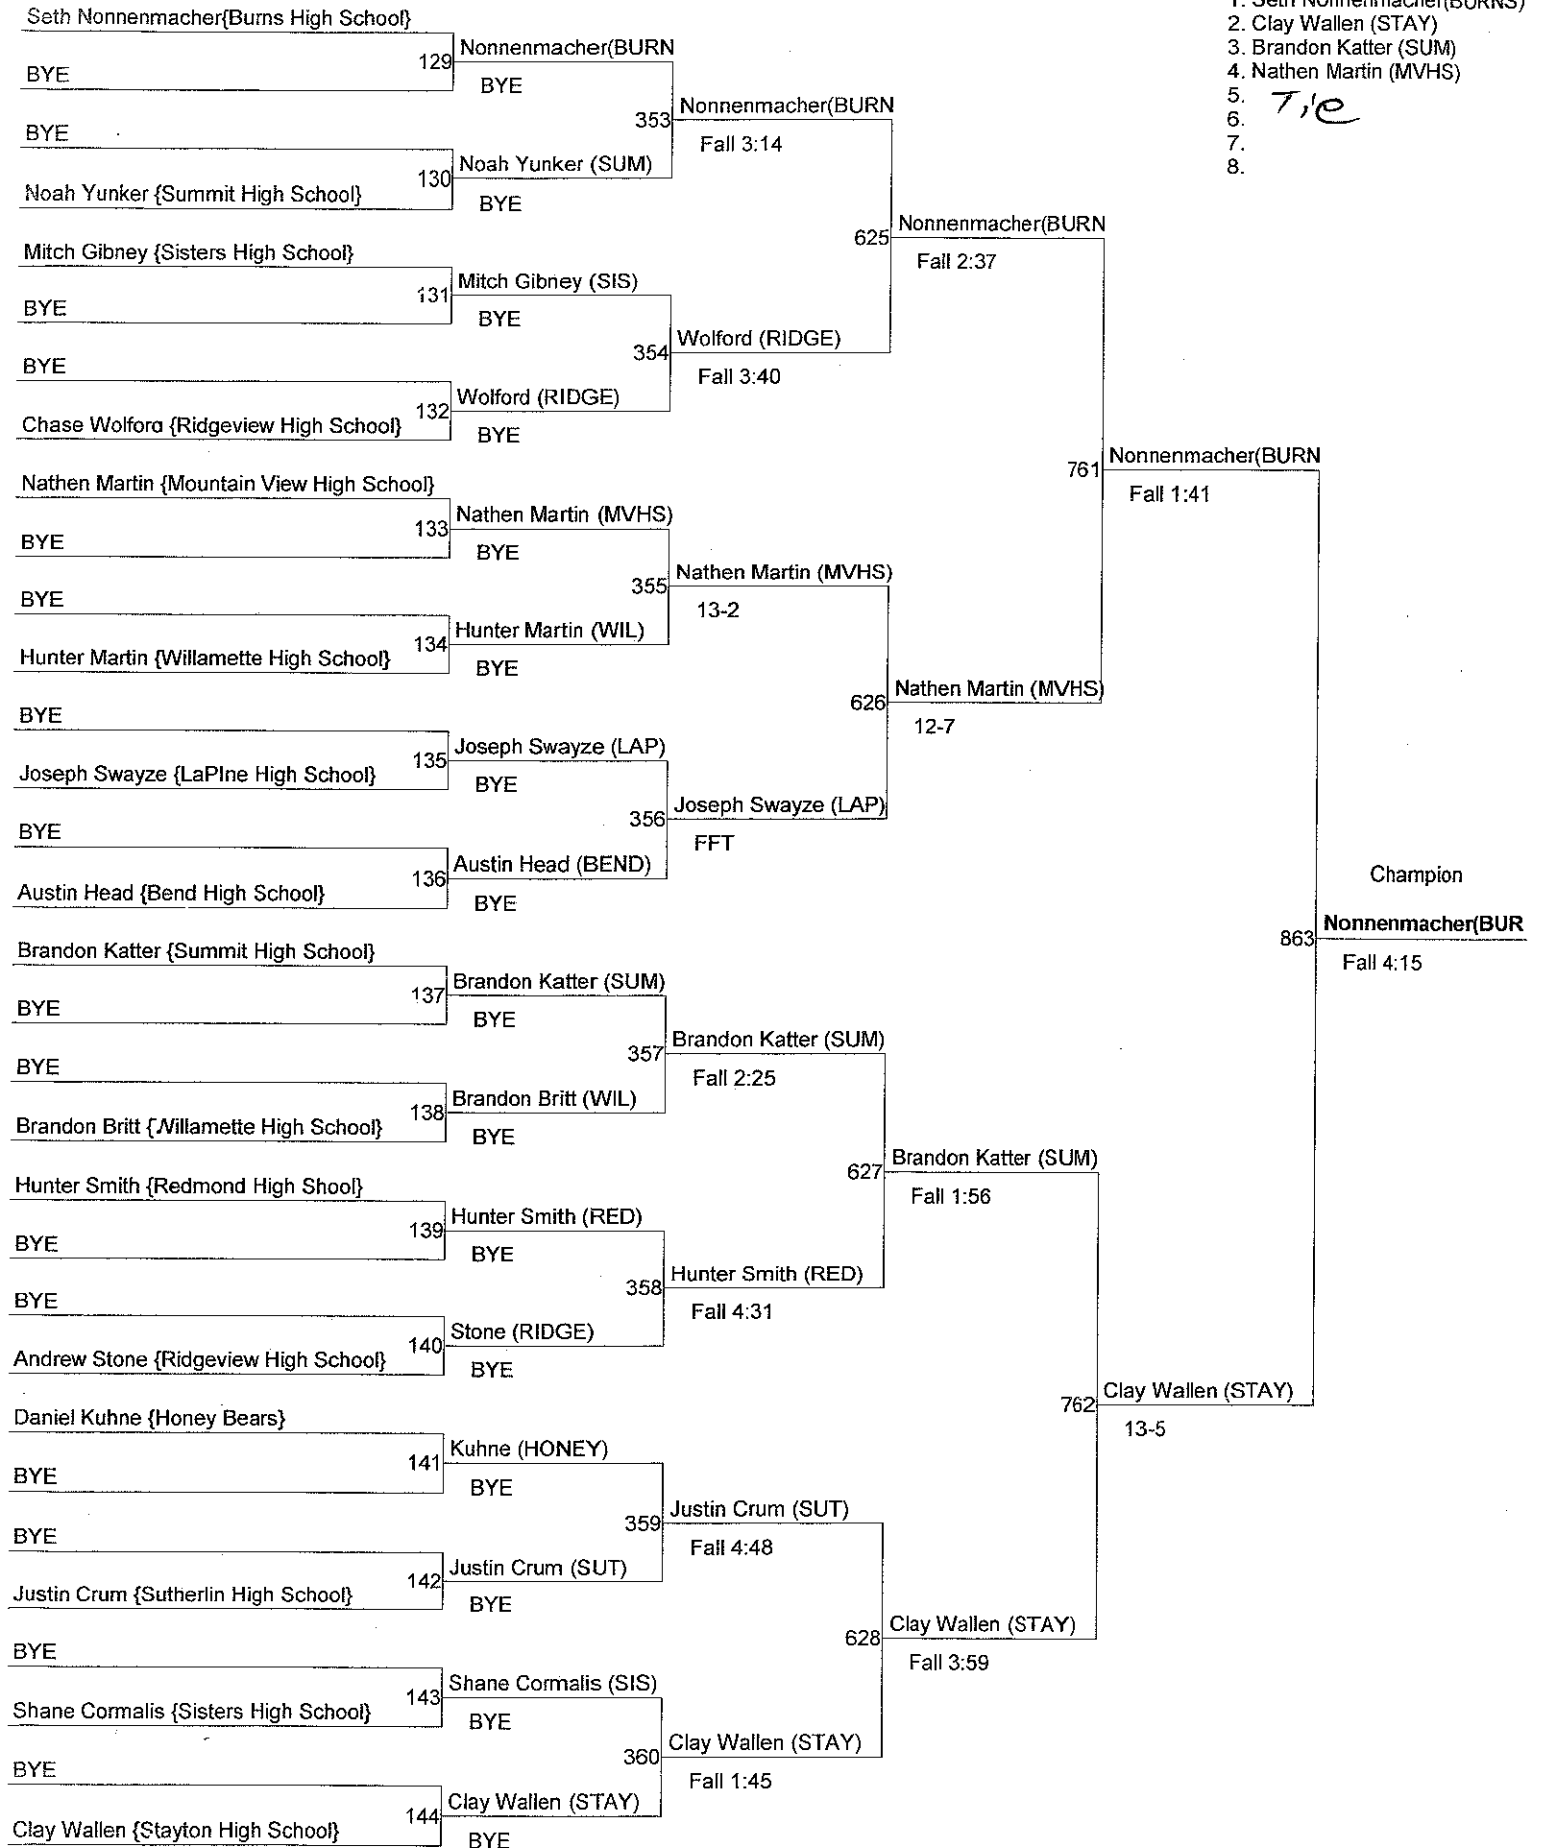 1. Seth Nonnenmacher(BURNS)
2. Clay Wallen (STAY)
3. Brandon Katter (SUM)
4. Nathen Martin (MVHS)
5.
6.
Tie
7.
8.
Seth Nonnenmacher{Burns High School}
129
Nonnenmacher(BURN
BYE
BYE
353
Nonnenmacher(BURN
Fall 3:14
BYE
130
Noah Yunker (SUM)
Noah Yunker {Summit High School}
BYE
625
Nonnenmacher(BURN
Fall 2:37
Mitch Gibney {Sisters High School}
131
Mitch Gibney (SIS)
BYE
BYE
354
Wolford (RIDGE)
Fall 3:40
BYE
132
Wolford (RIDGE)
Chase Wolford {Ridgeview High School}
BYE
761
Nonnenmacher(BURN
Fall 1:41
Nathen Martin {Mountain View High School}
133
Nathen Martin (MVHS)
BYE
BYE
355
Nathen Martin (MVHS)
13-2
BYE
134
Hunter Martin (WIL)
Hunter Martin {Willamette High School}
BYE
626
Nathen Martin (MVHS)
12-7
BYE
135
Joseph Swayze (LAP)
Joseph Swayze {LaPIne High School}
BYE
356
Joseph Swayze (LAP)
FFT
BYE
136
Austin Head (BEND)
Austin Head {Bend High School}
BYE
Champion
863
Nonnenmacher(BUR
Fall 4:15
Brandon Katter {Summit High School}
137
Brandon Katter (SUM)
BYE
BYE
357
Brandon Katter (SUM)
Fall 2:25
BYE
138
Brandon Britt (WIL)
Brandon Britt {Willamette High School}
BYE
627
Brandon Katter (SUM)
Fall 1:56
Hunter Smith {Redmond High Shool}
139
Hunter Smith (RED)
BYE
BYE
358
Hunter Smith (RED)
Fall 4:31
BYE
140
Stone (RIDGE)
Andrew Stone {Ridgeview High School}
BYE
762
Clay Wallen (STAY)
13-5
Daniel Kuhne {Honey Bears}
141
Kuhne (HONEY)
BYE
BYE
359
Justin Crum (SUT)
Fall 4:48
BYE
142
Justin Crum (SUT)
Justin Crum {Sutherlin High School}
BYE
628
Clay Wallen (STAY)
Fall 3:59
BYE
143
Shane Cormalis (SIS)
Shane Cormalis {Sisters High School}
BYE
360
Clay Wallen (STAY)
Fall 1:45
BYE
144
Clay Wallen (STAY)
Clay Wallen {Stayton High School}
BYE